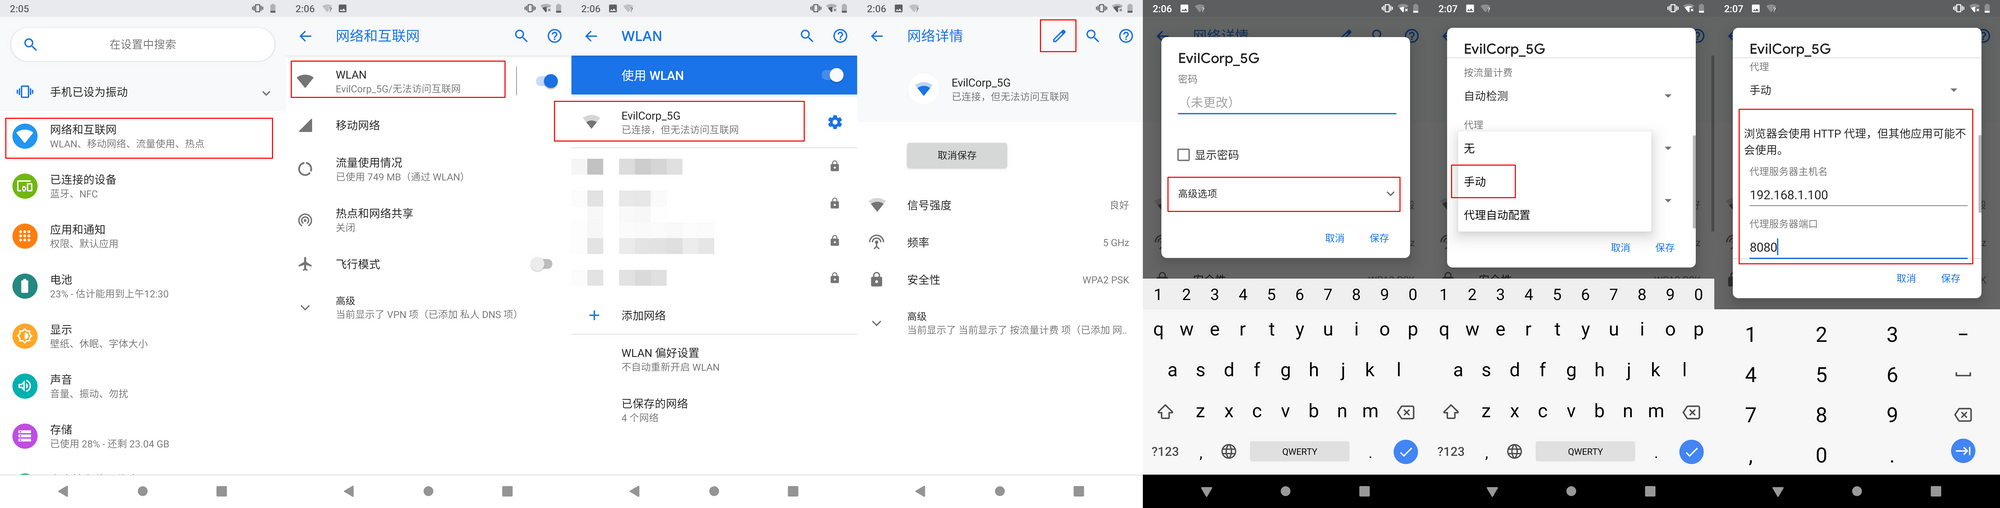 2:05
在设置中搜索
手机已设为振动
网络和互联网
WLAN、移动网络、流量使用、热点
已连接的设备
蓝牙、NFC
应用和通知
权限、默认应用
电池
23% - 估计能用到上午12:30
显示
壁纸、休眠、字体大小
声音
音量、振动、勿扰
存储
已使用 28% - 还剩 23.04 GB
2:06
网络和互联网
WLAN
EvilCorp_5G/无法访问互联网
移动网络
流量使用情况
已使用 749 MB（通过 WLAN）
热点和网络共享
关闭
飞行模式
高级
当前显示了 VPN 项（已添加 私人 DNS 项）
2:06
WLAN
使用 WLAN
EvilCorp_5G
已连接，但无法访问互联网
添加网络
WLAN 偏好设置
不自动重新开启 WLAN
已保存的网络
4 个网络
2:06
网络详情
EvilCorp_5G
已连接，但无法访问互联网
取消保存
信号强度
良好
频率
5 GHz
安全性
WPA2 PSK
高级
当前显示了 当前显示了 按流量计费 项（已添加 网..
2:06
网络详情
EvilCorp_5G
密码
（未更改）
显示密码
高级选项
取消
保存
安全性
WPA2 PSK
1 2 3 4 5 6 7 8 9 0
q w e r t y u i o p
a s d f g h j k l
z x c v b n m
?123 , QWERTY .
2:07
网络详情
EvilCorp_5G
按流量计费
自动检测
代理
无
手动
代理自动配置
取消
保存
安全性
WPA2 PSK
1 2 3 4 5 6 7 8 9 0
q w e r t y u i o p
a s d f g h j k l
z x c v b n m
?123 , QWERTY .
2:07
EvilCorp_5G
代理
手动
浏览器会使用 HTTP 代理，但其他应用可能不
会使用。
代理服务器主机名
192.168.1.100
代理服务器端口
8080
取消
保存
1 2 3 −
4 5 6
7 8 9
, 0 .